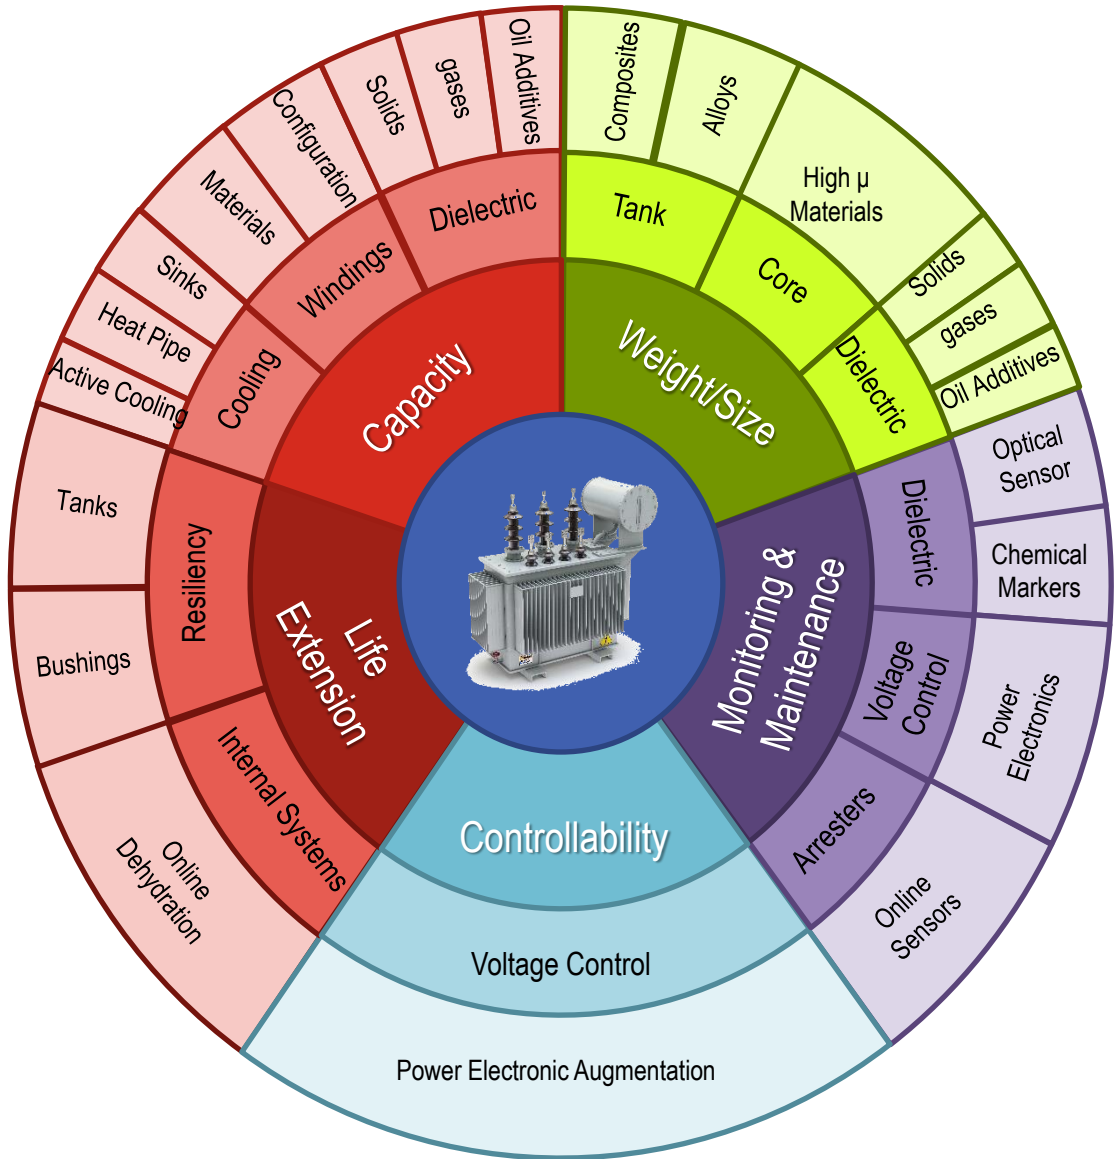 Oil Additives
gases
Solids
Configuration
Materials
Sinks
Heat Pipe
Active Cooling
Dielectric
Windings
Cooling
Capacity
Composites
Alloys
High μ
Materials
Solids
gases
Oil Additives
Tank
Core
Dielectric
Weight/Size
Optical
Sensor
Chemical
Markers
Power
Electronics
Online
Sensors
Dielectric
Voltage
Control
Arresters
Monitoring &
Maintenance
Tanks
Bushings
Online
Dehydration
Resiliency
Internal Systems
Life
Extension
Controllability
Voltage Control
Power Electronic Augmentation